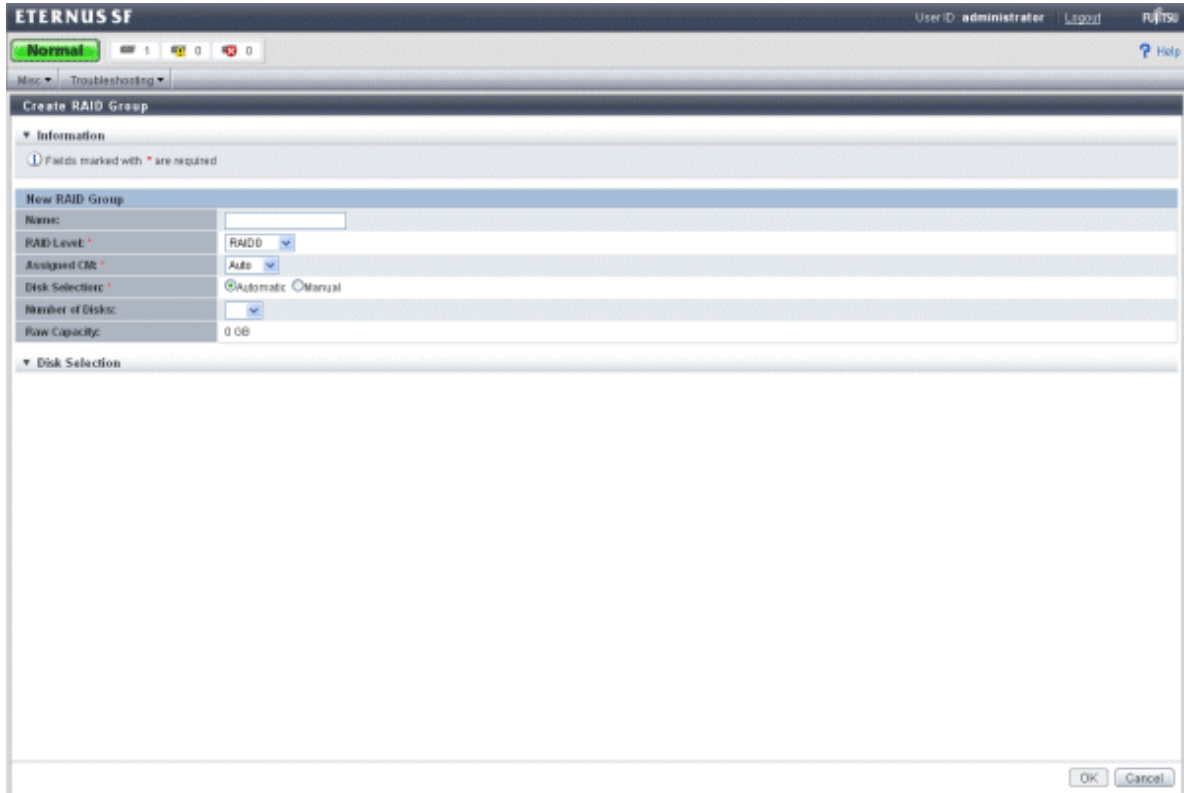 ETERNUS SF User ID: administrator Logout FUJITSU
Normal 1 0 0 ? Help
Misc Troubleshooting
Create RAID Group
Information
Fields marked with * are required
New RAID Group
Name:
RAID Level: * RAID0
Assigned CM: * Auto
Disk Selection: * Automatic Manual
Number of Disks:
Raw Capacity: 0 GB
Disk Selection
OK Cancel